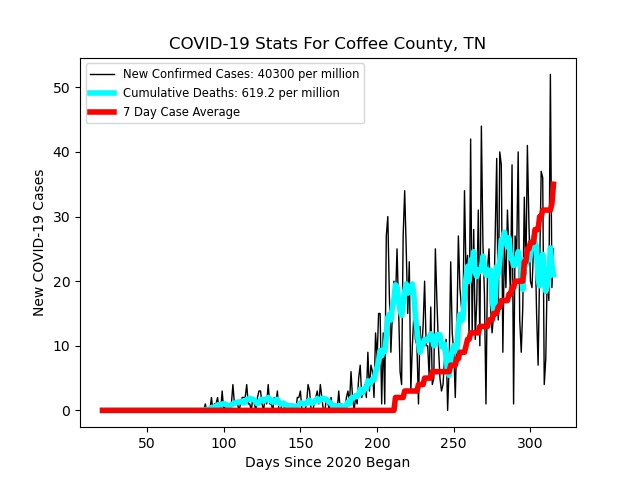 COVID-19 Stats For Coffee County, TN
New Confirmed Cases: 40300 per million
Cumulative Deaths: 619.2 per million
7 Day Case Average
New COVID-19 Cases
50
40
30
20
10
0
50 100 150 200 250 300
Days Since 2020 Began